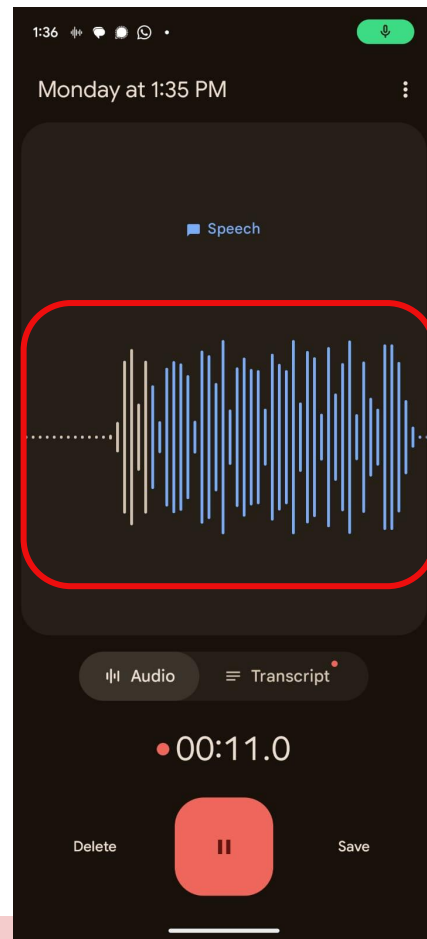 1:36
Monday at 1:35 PM
Speech
Audio Transcript
00:11.0
Delete Save